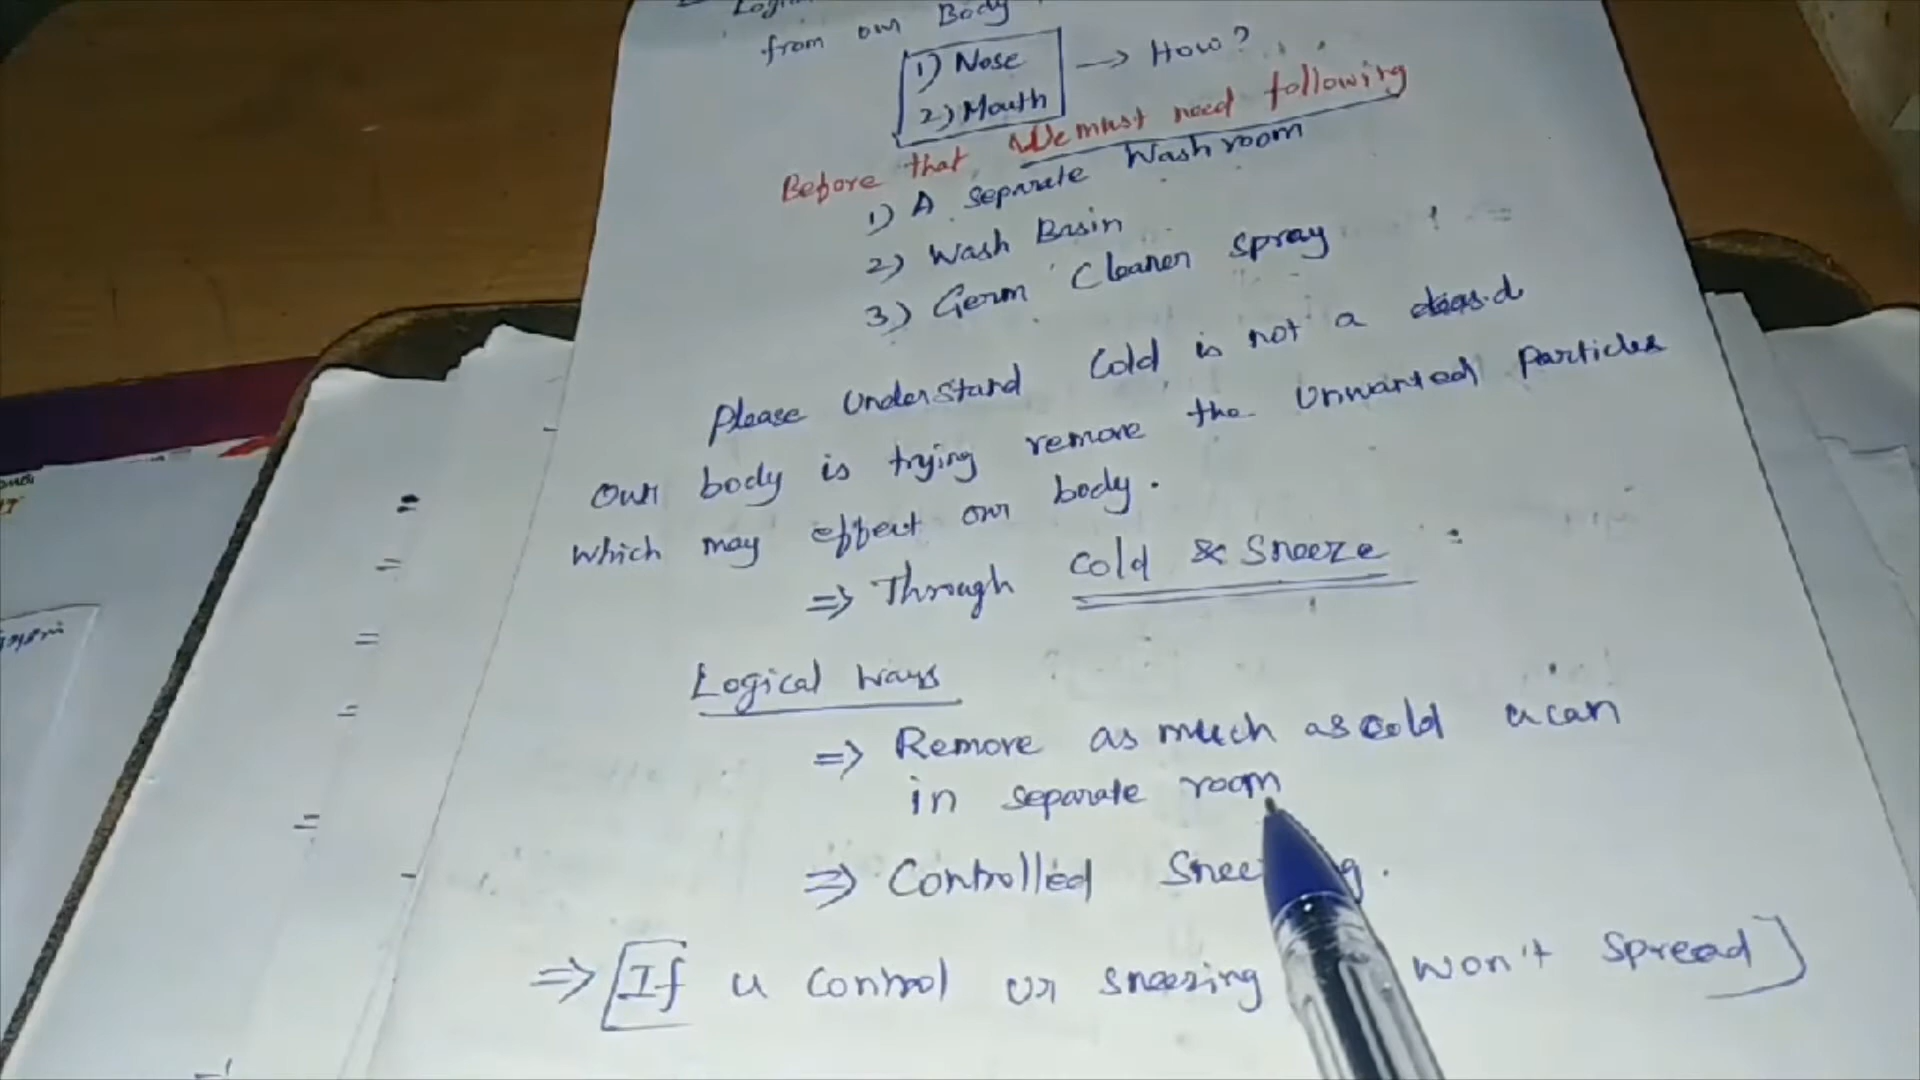 from our Body
1) Nose → How?
2) Mouth
Before that, We must need following
1) A separate Wash room
2) Wash Basin
3) Germ Cleaner spray
Please Understand Cold is not a
Our body is trying remove the Unwanted Particles
which may effect our body.
⇒ Through Cold & Sneeze
Logical Ways
⇒ Remove as much as cold u can
in separate room
⇒ Controlled
⇒ [If u control ur sneezing won't spread]